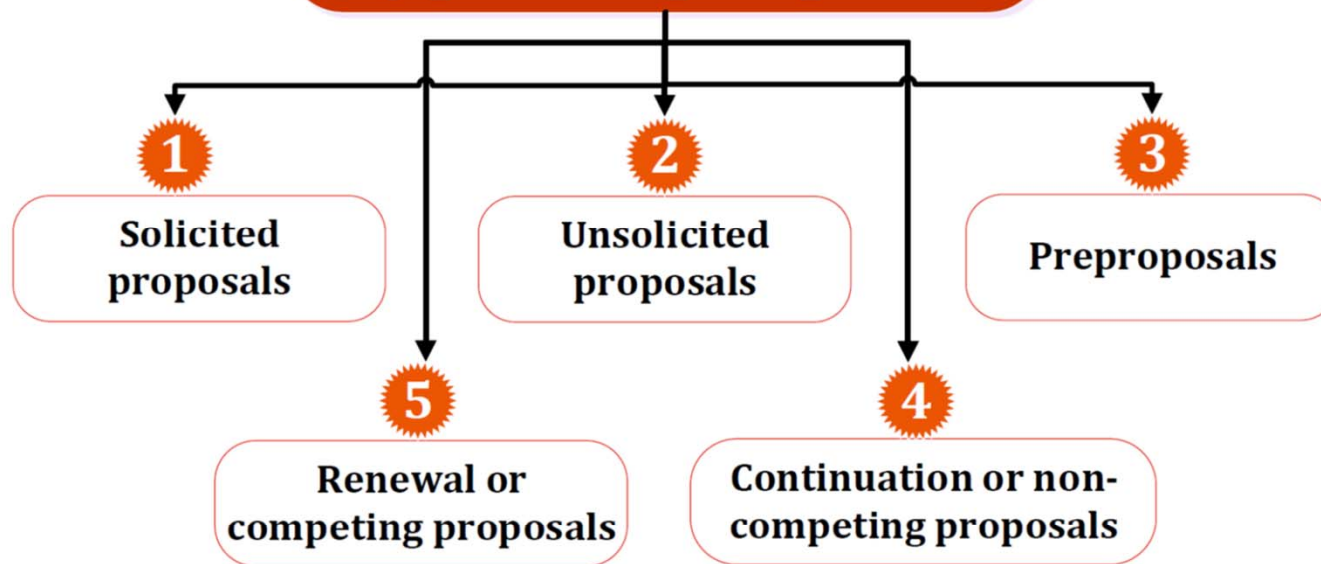 1
Solicited
proposals
2
Unsolicited
proposals
3
Preproposals
5
Renewal or
competing proposals
4
Continuation or non-
competing proposals